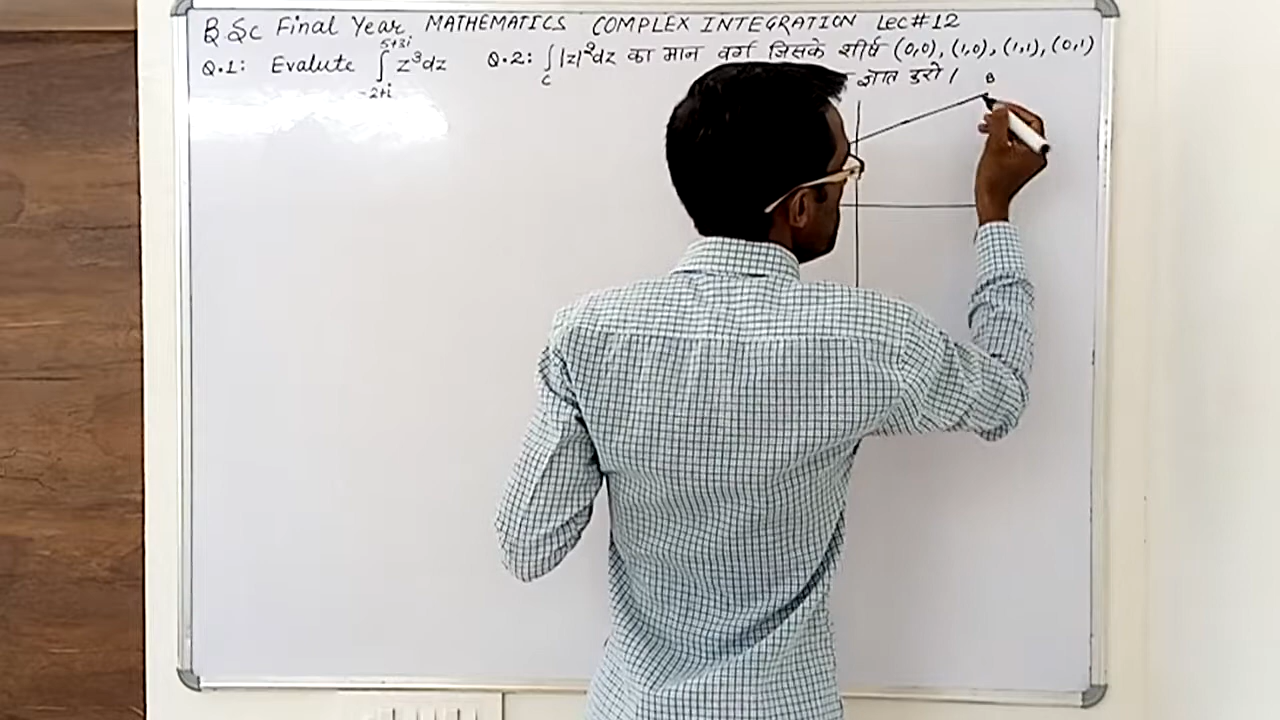 B.Sc Final Year MATHEMATICS COMPLEX INTEGRATION Lec#12
Q.1: Evalute ∫_{-2+i}^{5+3i} z³dz Q.2: ∫_C |z|²dz का मान वर्ग जिसके शीर्ष (0,0), (1,0), (1,1), (0,1)
ज्ञात करो।
B